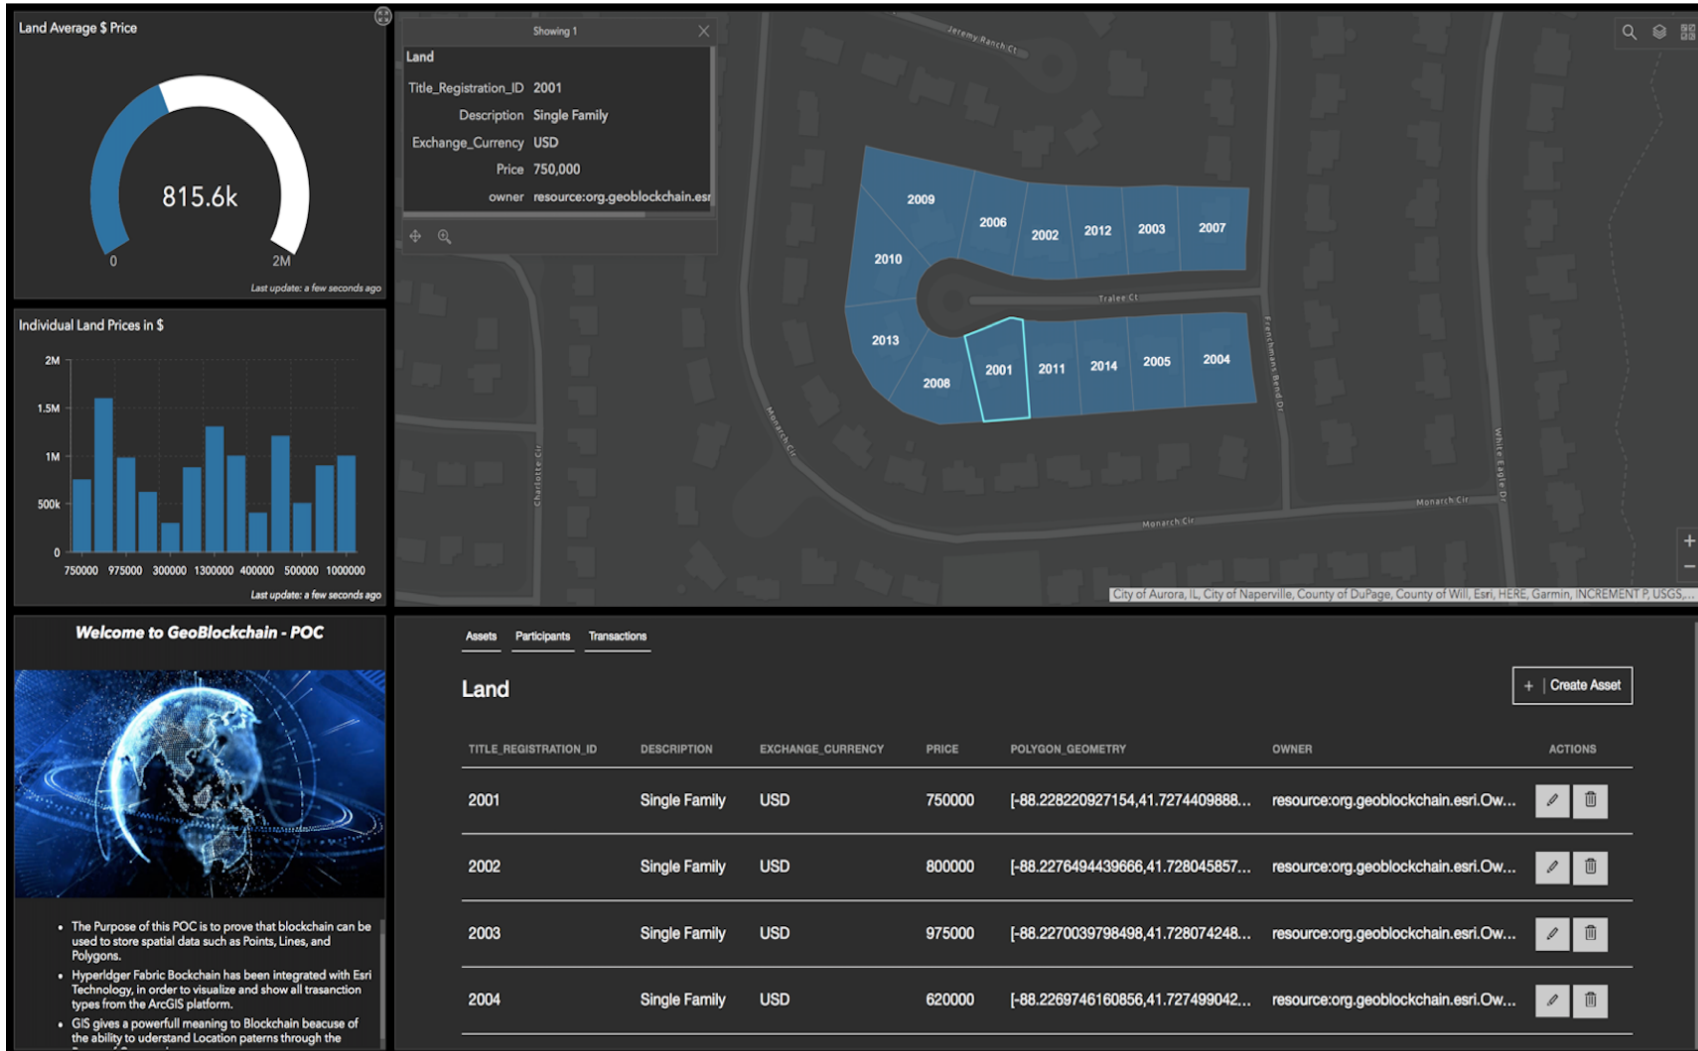 Land Average $ Price
815.6k
0
2M
Last update: a few seconds ago
Individual Land Prices in $
2M
1.5M
1M
500k
0
750000 975000 300000 1300000 400000 500000 1000000
Last update: a few seconds ago
Welcome to GeoBlockchain - POC
• The Purpose of this POC is to prove that blockchain can be
used to store spatial data such as Points, Lines, and
Polygons.
• Hyperldger Fabric Bockchain has been integrated with Esri
Technology, in order to visualize and show all trasanction
types from the ArcGIS platform.
• GIS gives a powerfull meaning to Blockchain beacuse of
the ability to uderstand Location paterns through the
Showing 1
Land
Title_Registration_ID 2001
Description Single Family
Exchange_Currency USD
Price 750,000
owner resource:org.geoblockchain.esr
Jeremy Ranch Ct
2009
2006
2002
2012
2003
2007
2010
Tralee Ct
2013
2008
2001
2011
2014
2005
2004
Frenchmans Bend Dr
Monarch Cir
Charlotte Cir
White Eagle Dr
Monarch Cir
Monarch Cir
+
−
City of Aurora, IL, City of Naperville, County of DuPage, County of Will, Esri, HERE, Garmin, INCREMENT P, USGS,...
Assets Participants Transactions
Land
+ | Create Asset
TITLE_REGISTRATION_ID DESCRIPTION EXCHANGE_CURRENCY PRICE POLYGON_GEOMETRY OWNER ACTIONS
2001 Single Family USD 750000 [-88.228220927154,41.7274409888... resource:org.geoblockchain.esri.Ow...
2002 Single Family USD 800000 [-88.2276494439666,41.728045857... resource:org.geoblockchain.esri.Ow...
2003 Single Family USD 975000 [-88.2270039798498,41.728074248... resource:org.geoblockchain.esri.Ow...
2004 Single Family USD 620000 [-88.2269746160856,41.727499042... resource:org.geoblockchain.esri.Ow...